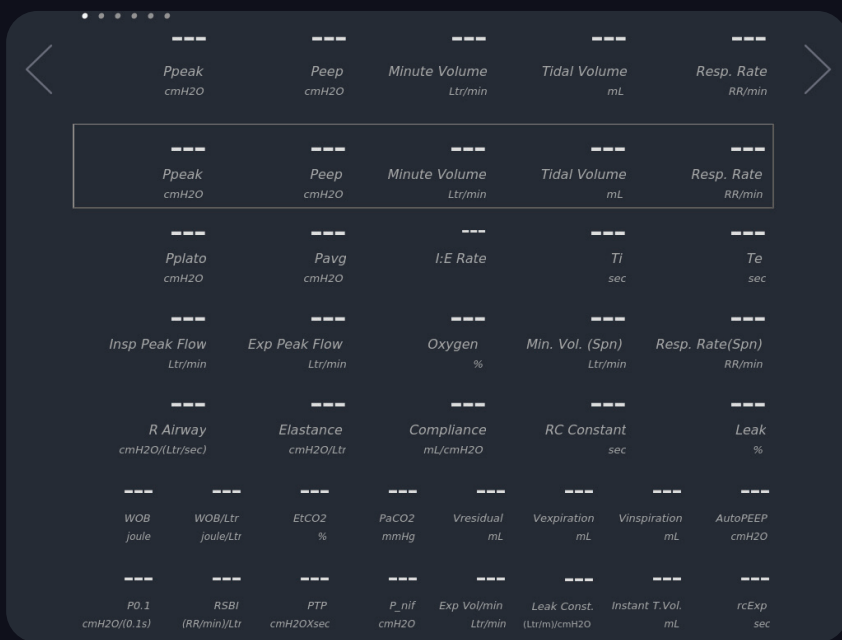 --- --- --- --- ---
Ppeak Peep Minute Volume Tidal Volume Resp. Rate
cmH2O cmH2O Ltr/min mL RR/min
--- --- --- --- ---
Ppeak Peep Minute Volume Tidal Volume Resp. Rate
cmH2O cmH2O Ltr/min mL RR/min
--- --- --- --- ---
Pplato Pavg I:E Rate Ti Te
cmH2O cmH2O sec sec
--- --- --- --- ---
Insp Peak Flow Exp Peak Flow Oxygen Min. Vol. (Spn) Resp. Rate(Spn)
Ltr/min Ltr/min % Ltr/min RR/min
--- --- --- --- ---
R Airway Elastance Compliance RC Constant Leak
cmH2O/(Ltr/sec) cmH2O/Ltr mL/cmH2O sec %
--- --- --- --- --- --- --- ---
WOB WOB/Ltr EtCO2 PaCO2 Vresidual Vexpiration Vinspiration AutoPEEP
joule joule/Ltr % mmHg mL mL mL cmH2O
--- --- --- --- --- --- --- ---
P0.1 RSBI PTP P_nif Exp Vol/min Leak Const. Instant T.Vol. rcExp
cmH2O/(0.1s) (RR/min)/Ltr cmH2OXsec cmH2O Ltr/min (Ltr/m)/cmH2O mL sec